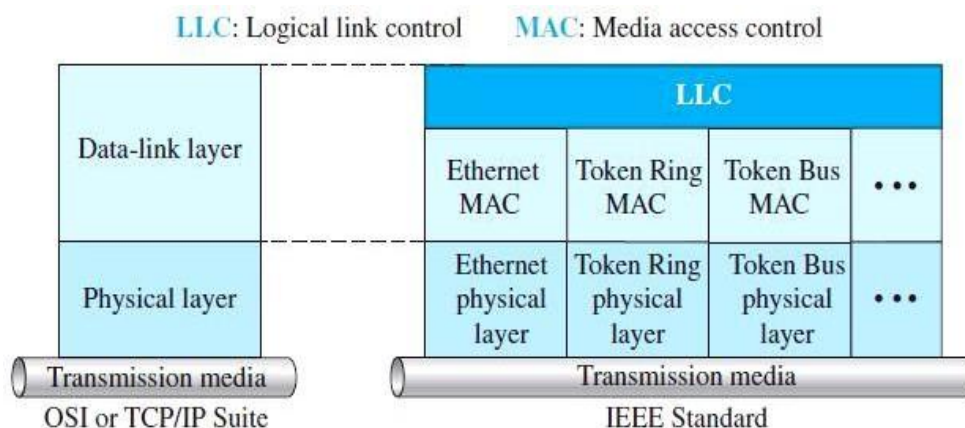 LLC: Logical link control MAC: Media access control
LLC
Data-link layer
Ethernet
MAC
Token Ring
MAC
Token Bus
MAC
•••
Physical layer
Ethernet
physical
layer
Token Ring
physical
layer
Token Bus
physical
layer
•••
Transmission media
Transmission media
OSI or TCP/IP Suite
IEEE Standard